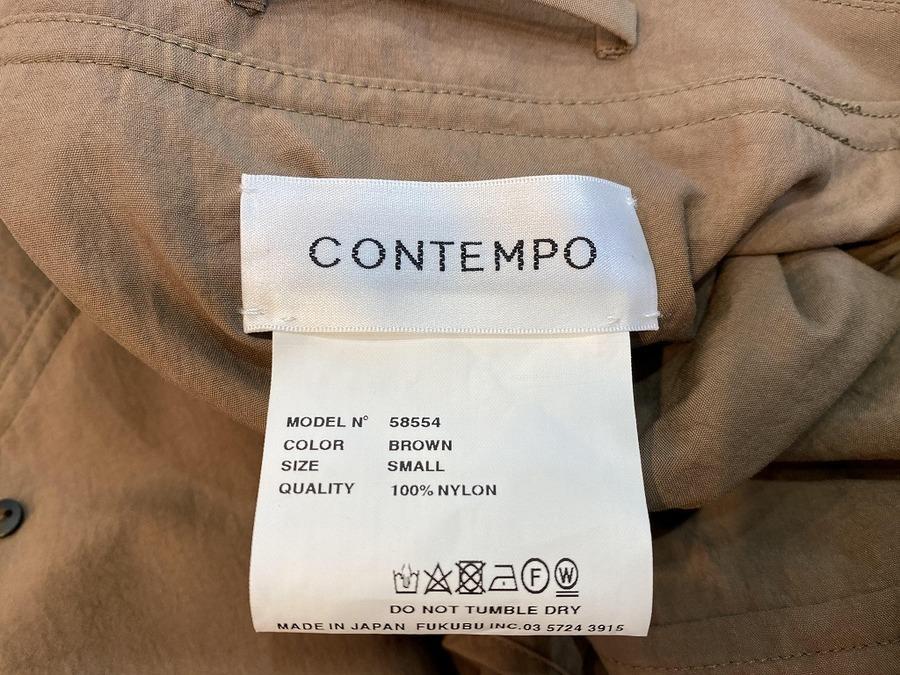 CONTEMPO
MODEL N° 58554
COLOR BROWN
SIZE SMALL
QUALITY 100% NYLON
F W
DO NOT TUMBLE DRY
MADE IN JAPAN FUKUBU INC.03 5724 3915